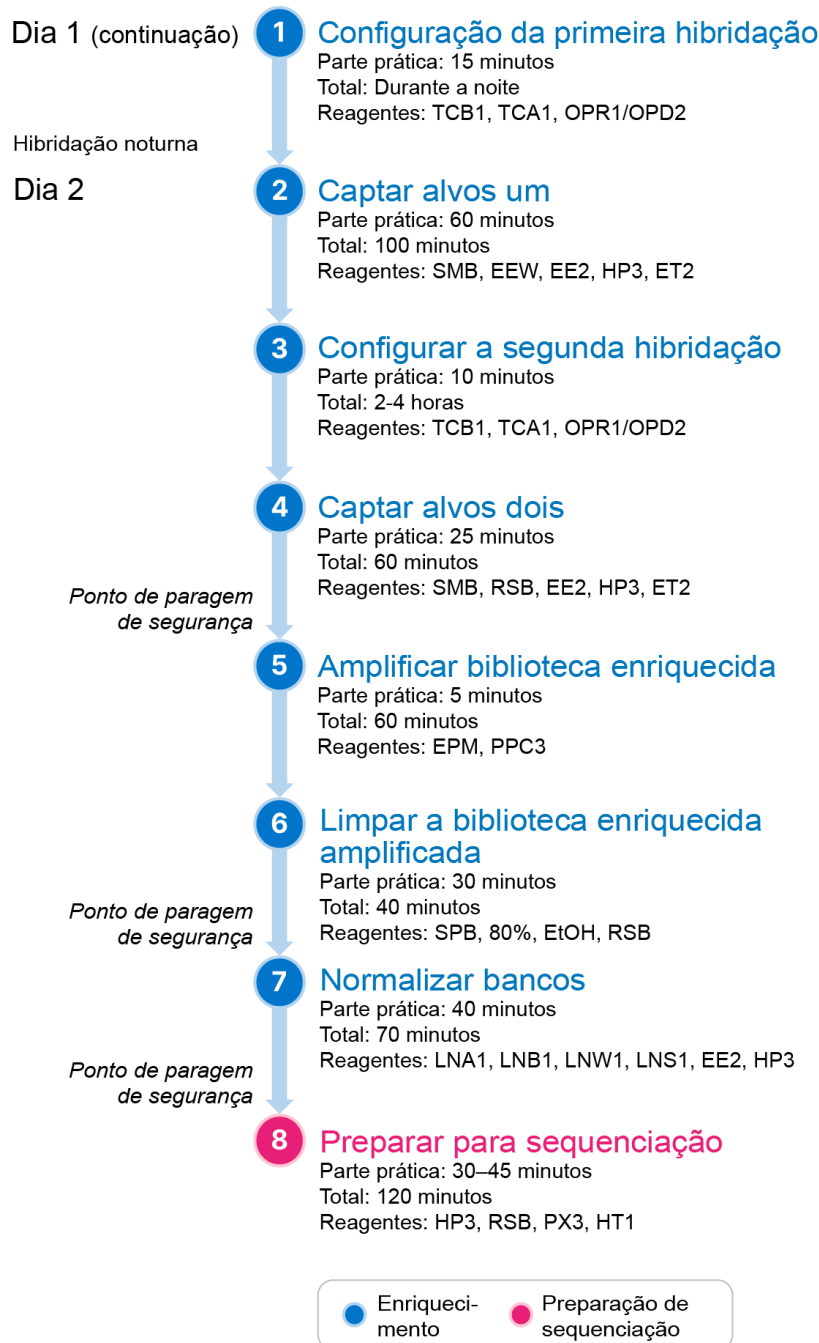 Dia 1 (continuação)
1
Configuração da primeira hibridação
Parte prática: 15 minutos
Total: Durante a noite
Reagentes: TCB1, TCA1, OPR1/OPD2
Hibridação noturna
Dia 2
2
Captar alvos um
Parte prática: 60 minutos
Total: 100 minutos
Reagentes: SMB, EEW, EE2, HP3, ET2
3
Configurar a segunda hibridação
Parte prática: 10 minutos
Total: 2-4 horas
Reagentes: TCB1, TCA1, OPR1/OPD2
4
Captar alvos dois
Parte prática: 25 minutos
Total: 60 minutos
Reagentes: SMB, RSB, EE2, HP3, ET2
Ponto de paragem
de segurança
5
Amplificar biblioteca enriquecida
Parte prática: 5 minutos
Total: 60 minutos
Reagentes: EPM, PPC3
6
Limpar a biblioteca enriquecida
amplificada
Parte prática: 30 minutos
Total: 40 minutos
Reagentes: SPB, 80%, EtOH, RSB
Ponto de paragem
de segurança
7
Normalizar bancos
Parte prática: 40 minutos
Total: 70 minutos
Reagentes: LNA1, LNB1, LNW1, LNS1, EE2, HP3
Ponto de paragem
de segurança
8
Preparar para sequenciação
Parte prática: 30–45 minutos
Total: 120 minutos
Reagentes: HP3, RSB, PX3, HT1
Enriqueci-
mento
Preparação de
sequenciação